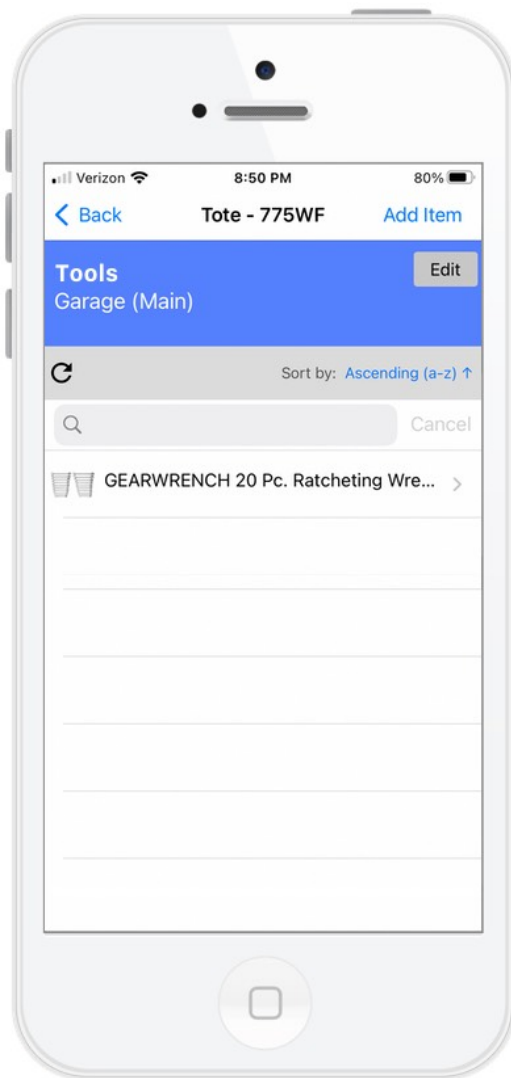 Verizon 8:50 PM 80%
Back Tote - 775WF Add Item
Tools Edit
Garage (Main)
Sort by: Ascending (a-z) ↑
Cancel
GEARWRENCH 20 Pc. Ratcheting Wre...